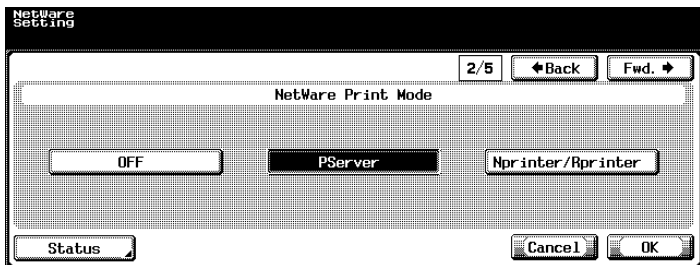 NetWare
Setting
2/5 ←Back Fwd. →
NetWare Print Mode
OFF PServer Nprinter/Rprinter
Status Cancel OK